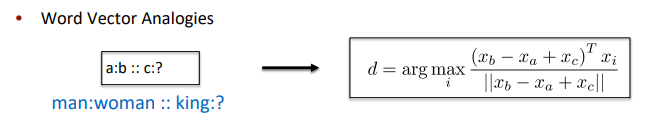 • Word Vector Analogies
a:b :: c:?
d = arg max_i (x_b − x_a + x_c)^T x_i / ||x_b − x_a + x_c||
man:woman :: king:?